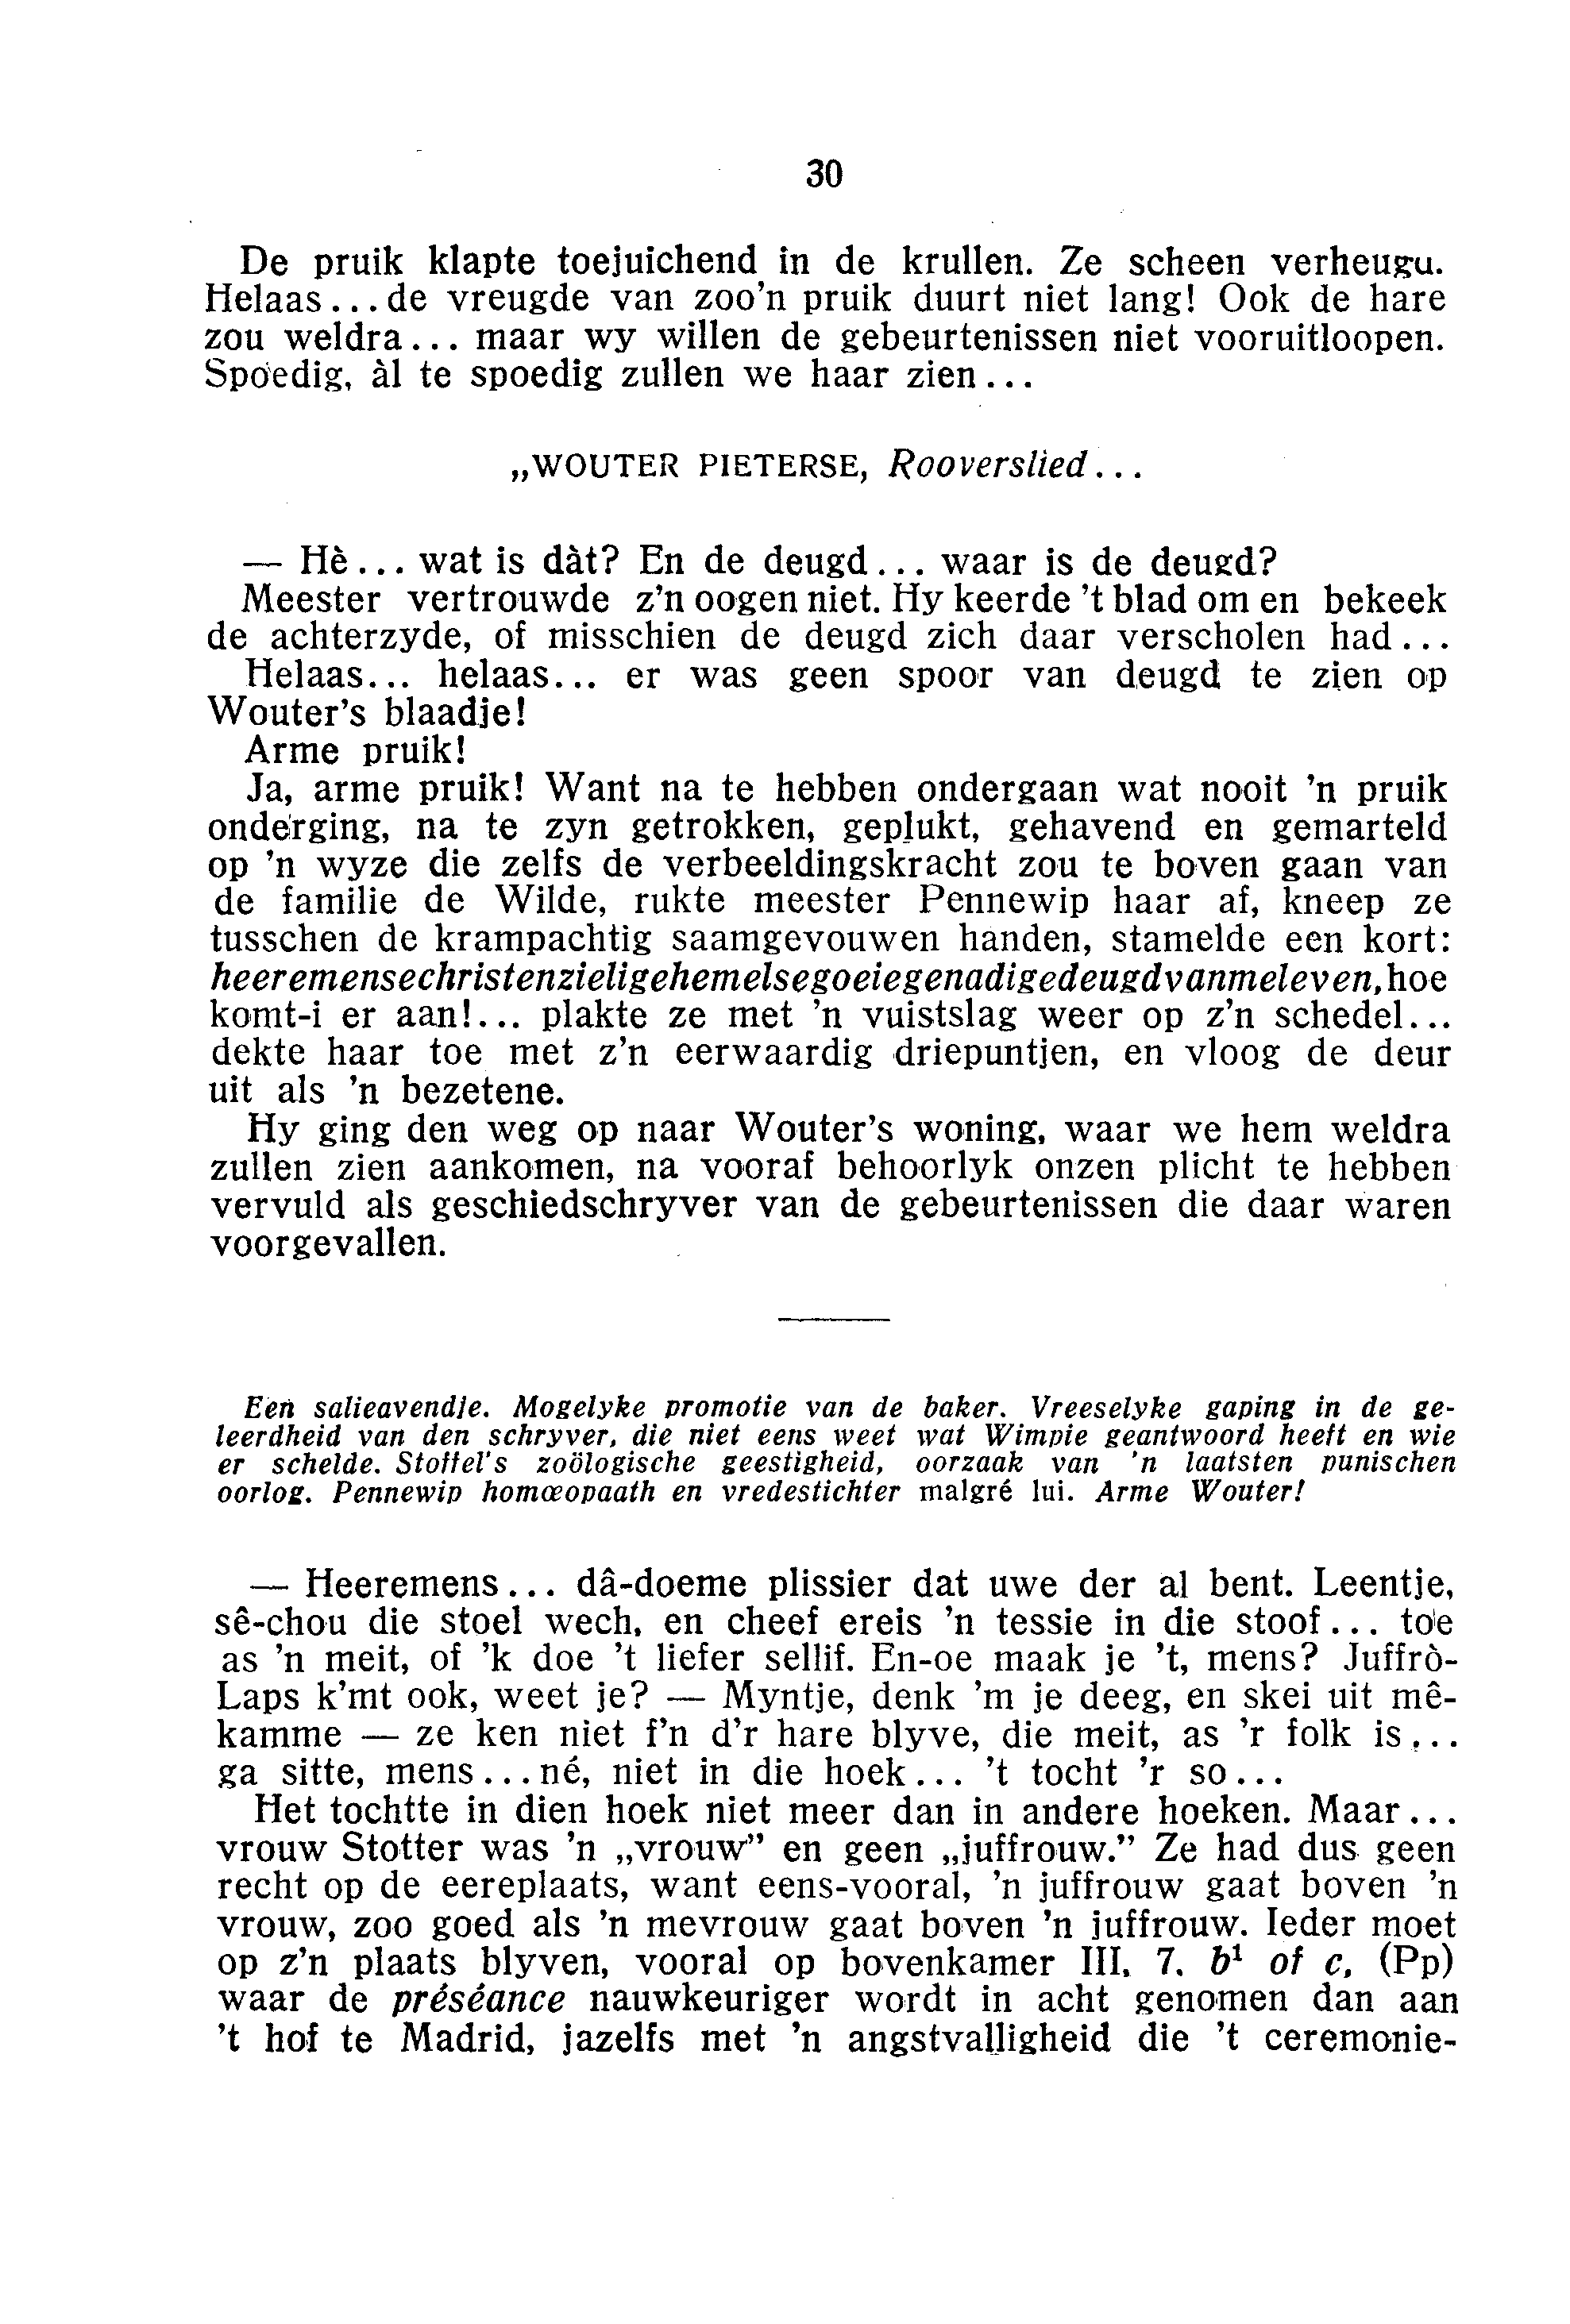 30
De pruik klapte toejuichend in de krullen. Ze scheen verheugu.
Helaas... de vreugde van zoo'n pruik duurt niet lang! Ook de hare
zou weldra... maar wy willen de gebeurtenissen niet vooruitloopen.
Spoedig, àl te spoedig zullen we haar zien...
„WOUTER PIETERSE, Rooverslied...
— Hè... wat is dàt? En de deugd... waar is de deugd?
Meester vertrouwde z'n oogen niet. Hy keerde 't blad om en bekeek
de achterzyde, of misschien de deugd zich daar verscholen had...
Helaas... helaas... er was geen spoor van deugd te zien op
Wouter's blaadje!
Arme pruik!
Ja, arme pruik! Want na te hebben ondergaan wat nooit 'n pruik
onderging, na te zyn getrokken, geplukt, gehavend en gemarteld
op 'n wyze die zelfs de verbeeldingskracht zou te boven gaan van
de familie de Wilde, rukte meester Pennewip haar af, kneep ze
tusschen de krampachtig saamgevouwen handen, stamelde een kort:
heeremensechristenzieligehemelsegoeiegenadigedeugdvanmeleven, hoe
komt-i er aan!... plakte ze met 'n vuistslag weer op z'n schedel...
dekte haar toe met z'n eerwaardig driepuntjen, en vloog de deur
uit als 'n bezetene.
Hy ging den weg op naar Wouter's woning, waar we hem weldra
zullen zien aankomen, na vooraf behoorlyk onzen plicht te hebben
vervuld als geschiedschryver van de gebeurtenissen die daar waren
voorgevallen.
Een salieavendje. Mogelyke promotie van de baker. Vreeselyke gaping in de ge-
leerdheid van den schryver, die niet eens weet wat Wimpie geantwoord heeft en wie
er schelde. Stoffel's zoölogische geestigheid, oorzaak van 'n laatsten punischen
oorlog. Pennewip homœopaath en vredestichter malgré lui. Arme Wouter!
— Heeremens... dâ-doeme plissier dat uwe der al bent. Leentje,
sê-chou die stoel wech, en cheef ereis 'n tessie in die stoof... toe
as 'n meit, of 'k doe 't liefer sellif. En-oe maak je 't, mens? Juffrò-
Laps k'mt ook, weet je? — Myntje, denk 'm je deeg, en skei uit mê-
kamme — ze ken niet f'n d'r hare blyve, die meit, as 'r folk is...
ga sitte, mens... né, niet in die hoek... 't tocht 'r so...
Het tochtte in dien hoek niet meer dan in andere hoeken. Maar...
vrouw Stotter was 'n „vrouw” en geen „juffrouw.” Ze had dus geen
recht op de eereplaats, want eens-vooral, 'n juffrouw gaat boven 'n
vrouw, zoo goed als 'n mevrouw gaat boven 'n juffrouw. Ieder moet
op z'n plaats blyven, vooral op bovenkamer III, 7. b¹ of c, (Pp)
waar de préséance nauwkeuriger wordt in acht genomen dan aan
't hof te Madrid, jazelfs met 'n angstvalligheid die 't ceremonie-